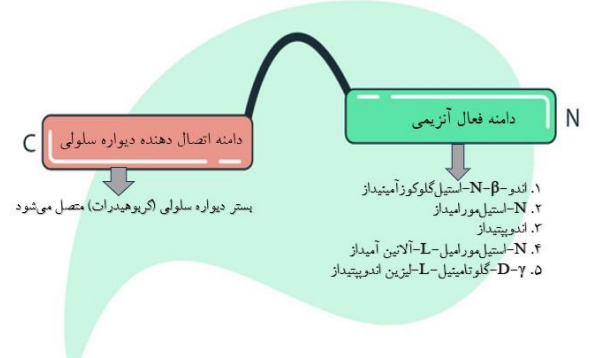 دامنه فعال آنزیمی
N
دامنه اتصال دهنده دیواره سلولی
C
۱. اندو-β-N-استیل‌گلوکوزآمینیداز
۲. N-استیل‌مورامیداز
۳. اندوپپتیداز
۴. N-استیل‌مورامیل-L-آلانین آمیداز
۵. γ-D-گلوتامینیل-L-لیزین اندوپپتیداز
بستر دیواره سلولی (کربوهیدرات) متصل می‌شود